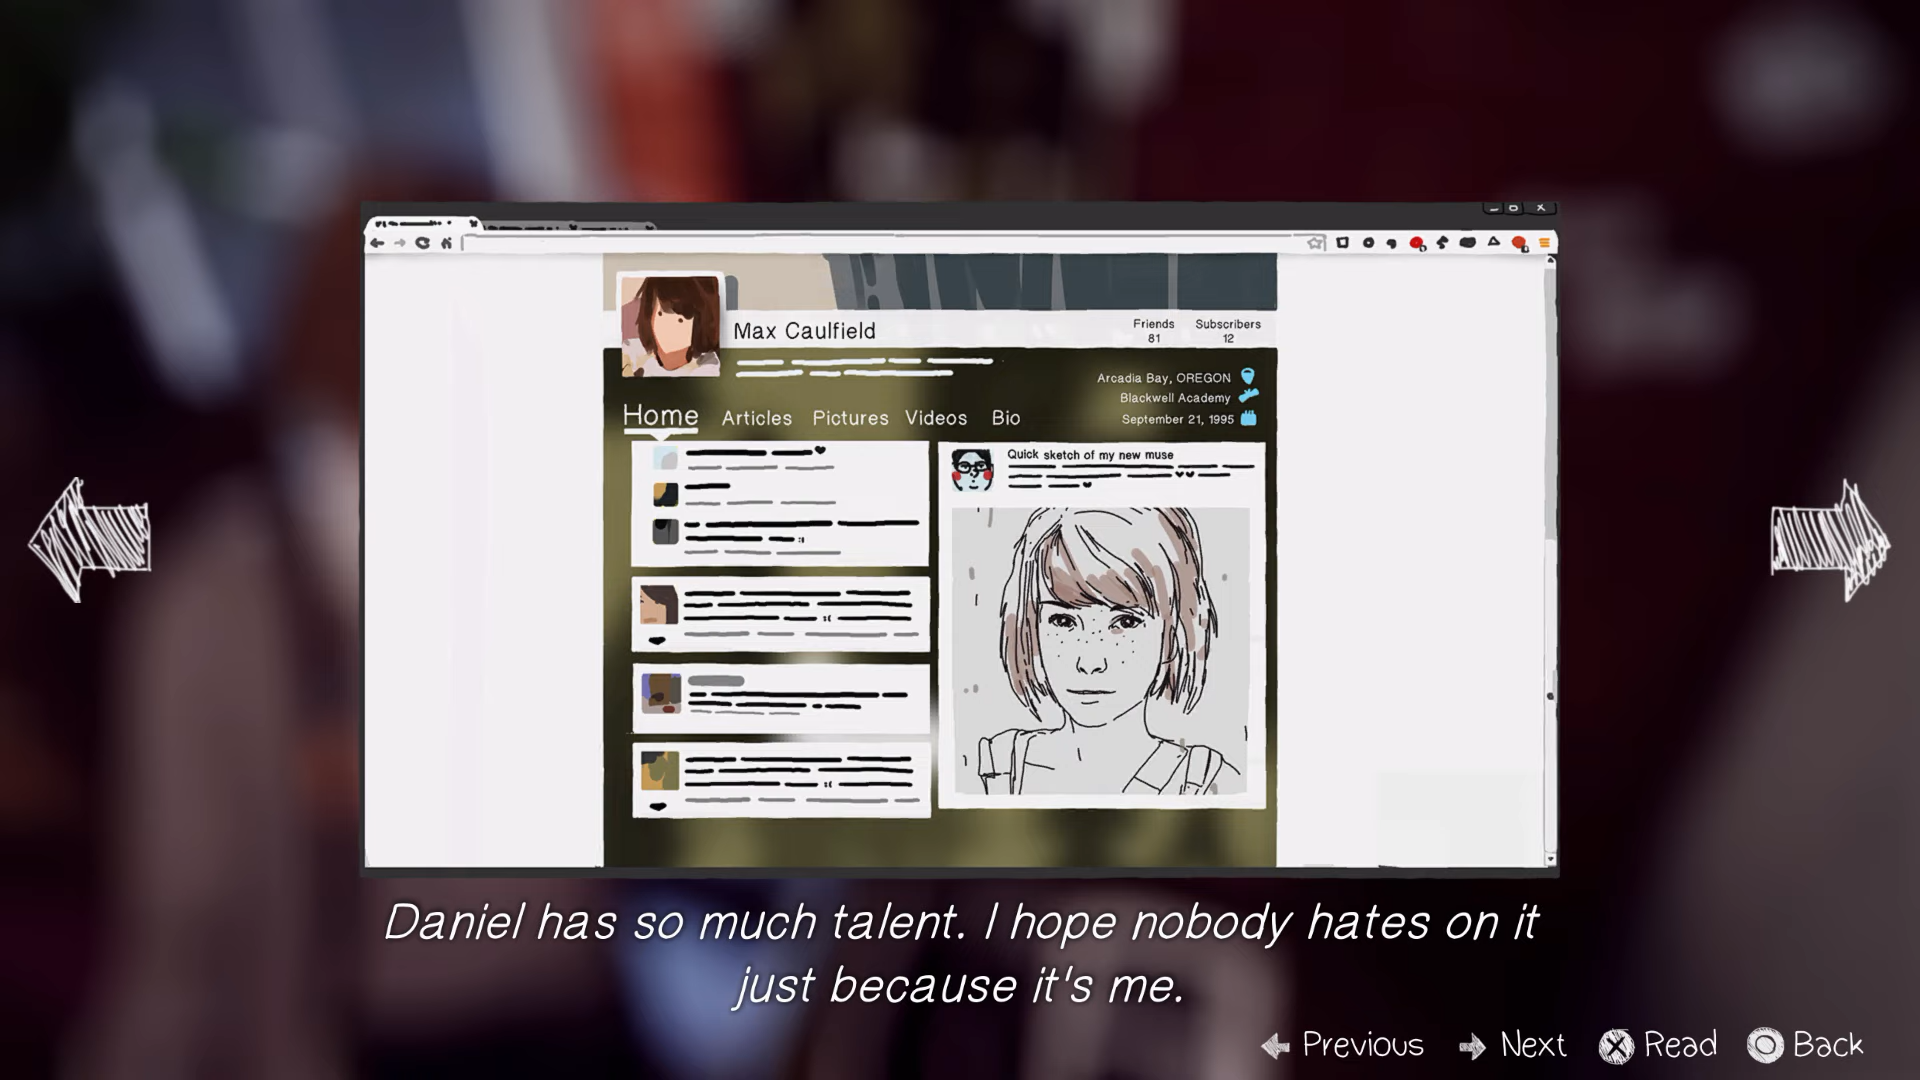 Max Caulfield
Friends
81
Subscribers
12
Arcadia Bay, OREGON
Blackwell Academy
September 21, 1995
Home
Articles
Pictures
Videos
Bio
Quick sketch of my new muse
Daniel has so much talent. I hope nobody hates on it
just because it's me.
Previous
Next
Read
Back